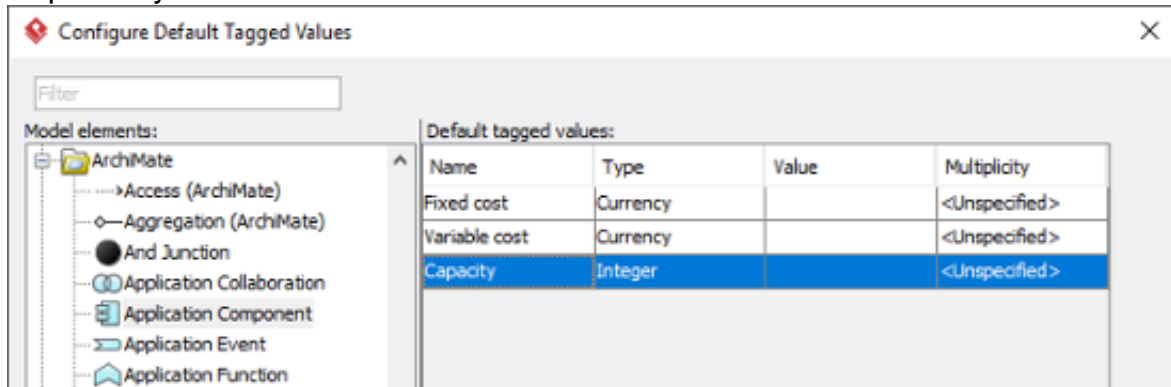 Configure Default Tagged Values
Filter
Model elements:
ArchiMate
Access (ArchiMate)
Aggregation (ArchiMate)
And Junction
Application Collaboration
Application Component
Application Event
Application Function
Default tagged values:
Name Type Value Multiplicity
Fixed cost Currency <Unspecified>
Variable cost Currency <Unspecified>
Capacity Integer <Unspecified>